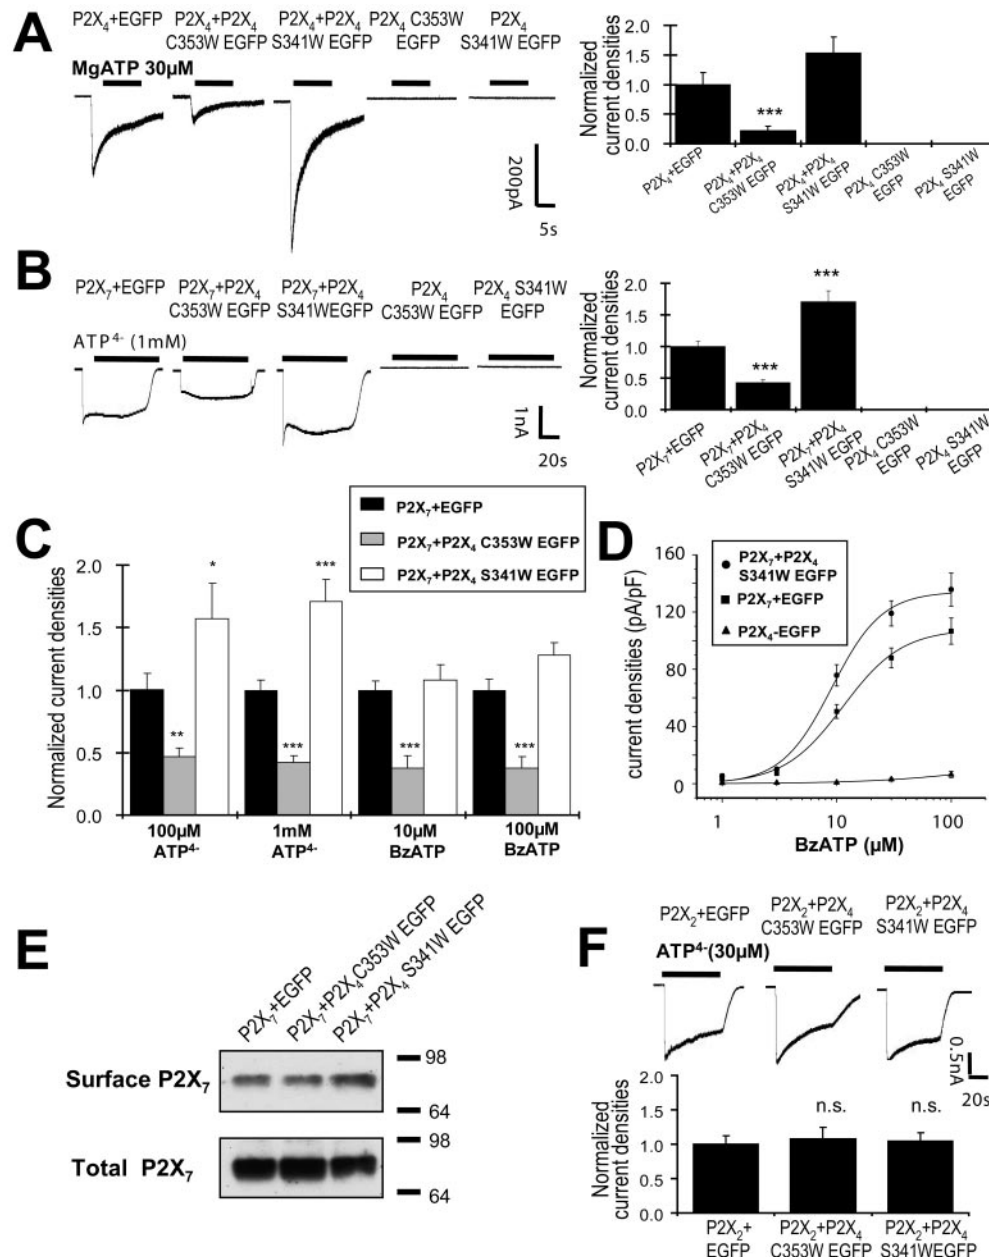 A
P2X₄+EGFP
P2X₄+P2X₄
C353W EGFP
P2X₄+P2X₄
S341W EGFP
P2X₄ C353W
EGFP
P2X₄
S341W EGFP
MgATP 30µM
200pA
5s
Normalized
current densities
2.0
1.5
1.0
0.5
0.0
***
P2X₄+EGFP
P2X₄+P2X₄
C353W EGFP
P2X₄+P2X₄
S341W EGFP
P2X₄ C353W
EGFP
P2X₄ S341W
EGFP
B
P2X₇+EGFP
P2X₇+P2X₄
C353W EGFP
P2X₇+P2X₄
S341WEGFP
P2X₄
C353W EGFP
P2X₄ S341W
EGFP
ATP⁴⁻ (1mM)
1nA
20s
Normalized
current densities
2.0
1.5
1.0
0.5
0.0
***
***
P2X₇+EGFP
P2X₇+P2X₄
C353W EGFP
P2X₇+P2X₄
S341W EGFP
P2X₄ C353W
EGFP
P2X₄ S341W
EGFP
C
P2X₇+EGFP
P2X₇+P2X₄ C353W EGFP
P2X₇+P2X₄ S341W EGFP
Normalized current densities
2.0
1.5
1.0
0.5
0.0
**
*
***
***
***
***
100µM
ATP⁴⁻
1mM
ATP⁴⁻
10µM
BzATP
100µM
BzATP
D
current densities (pA/pF)
160
120
80
40
0
P2X₇+P2X₄
S341W EGFP
P2X₇+EGFP
P2X₄-EGFP
1
10
100
BzATP (µM)
E
P2X₇+EGFP
P2X₇+P2X₄C353W EGFP
P2X₇+P2X₄ S341W EGFP
Surface P2X₇
98
64
Total P2X₇
98
64
F
P2X₂+EGFP
P2X₂+P2X₄
C353W EGFP
P2X₂+P2X₄
S341W EGFP
ATP⁴⁻(30µM)
0.5nA
20s
Normalized
current densities
2.0
1.5
1.0
0.5
0.0
n.s.
n.s.
P2X₂+
EGFP
P2X₂+P2X₄
C353W EGFP
P2X₂+P2X₄
S341WEGFP